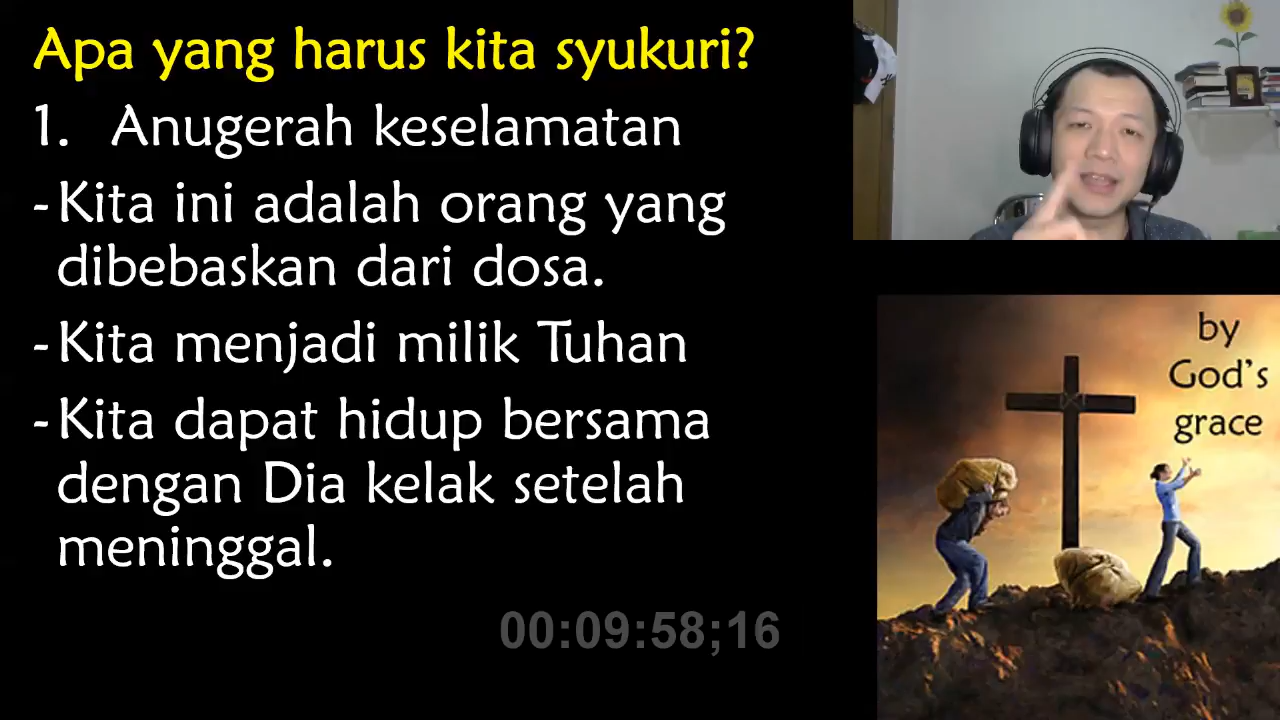 Apa yang harus kita syukuri?
1. Anugerah keselamatan
-Kita ini adalah orang yang
dibebaskan dari dosa.
-Kita menjadi milik Tuhan
-Kita dapat hidup bersama
dengan Dia kelak setelah
meninggal.
by
God's
grace
00:09:58;16